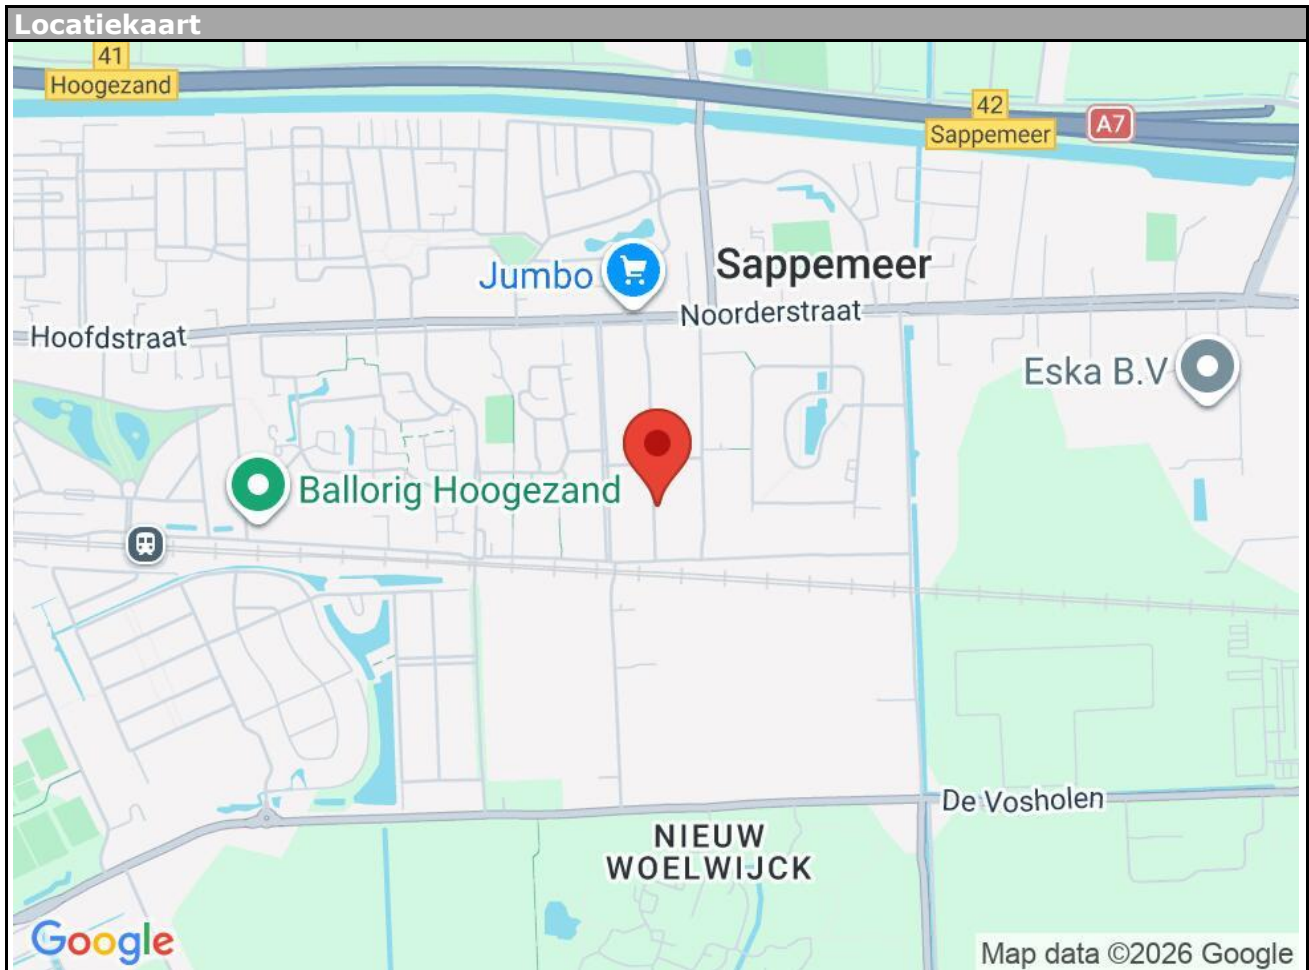 Locatiekaart
41
Hoogezand
42
Sappemeer
A7
Sappemeer
Jumbo
Noorderstraat
Hoofdstraat
Eska B.V
Ballorig Hoogezand
De Vosholen
NIEUW
WOELWIJCK
Google
Map data ©2026 Google